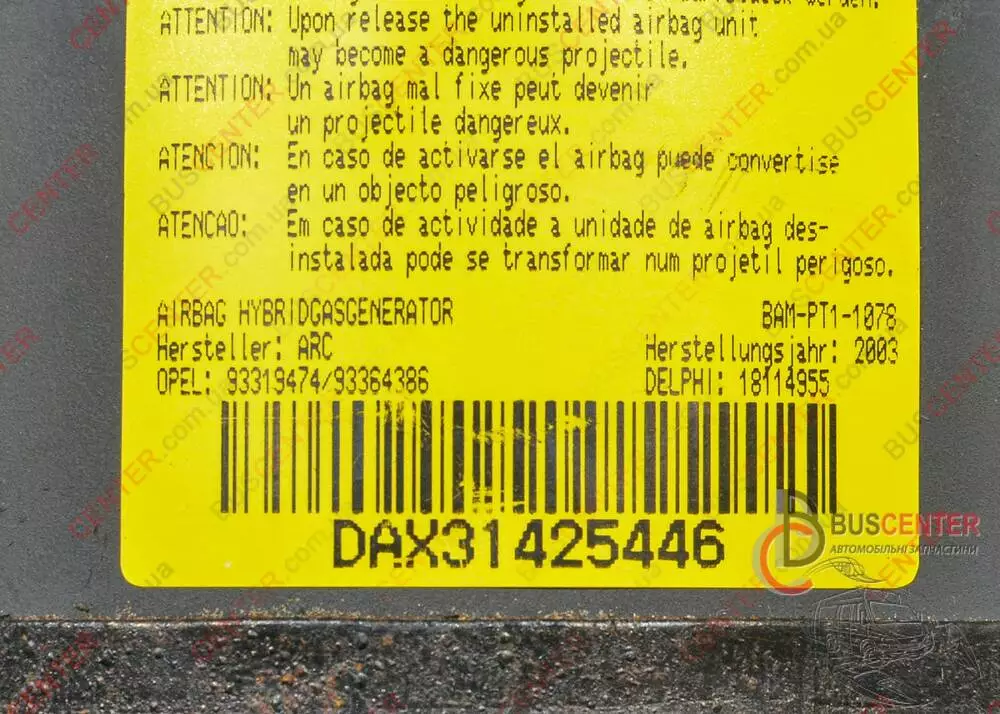 ATTENTION: Upon release the uninstalled airbag unit
may become a dangerous projectile.
ATTENTION: Un airbag mal fixe peut devenir
un projectile dangereux.
ATENCION: En caso de activarse el airbag puede convertise
en un objecto peligroso.
ATENCAO: Em caso de actividade a unidade de airbag des-
instalada pode se transformar num projetil perigoso.
AIRBAG HYBRIDGASGENERATOR BAM-PT1-1078
Hersteller: ARC Herstellungsjahr: 2003
OPEL: 93319474/93364386 DELPHI: 18114955
DAX31425446
BUSCENTER
АВТОМОБІЛЬНІ ЗАПЧАСТИНИ